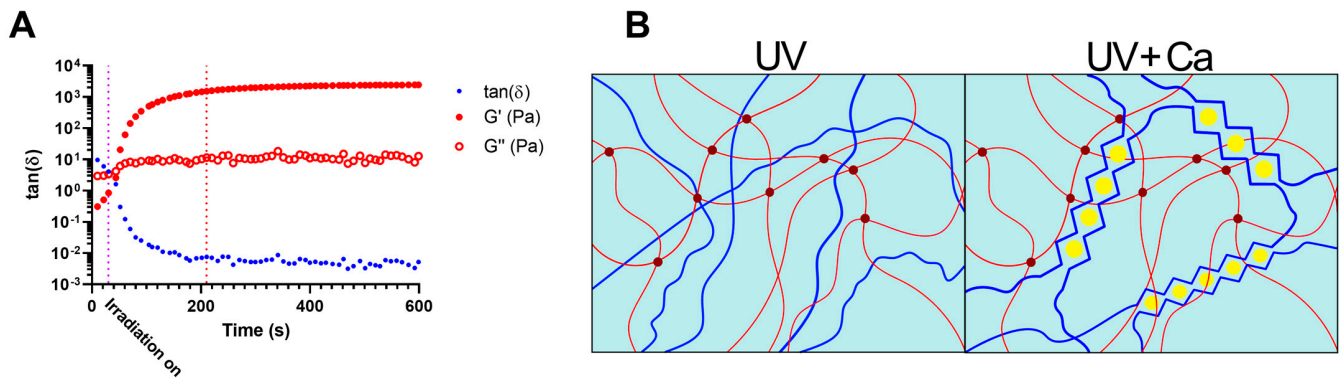 A
10⁴
10³
10²
10¹
10⁰
10⁻¹
10⁻²
10⁻³
tan(δ)
0
200
400
600
Time (s)
Irradiation on
tan(δ)
G' (Pa)
G'' (Pa)
B
UV
UV+Ca